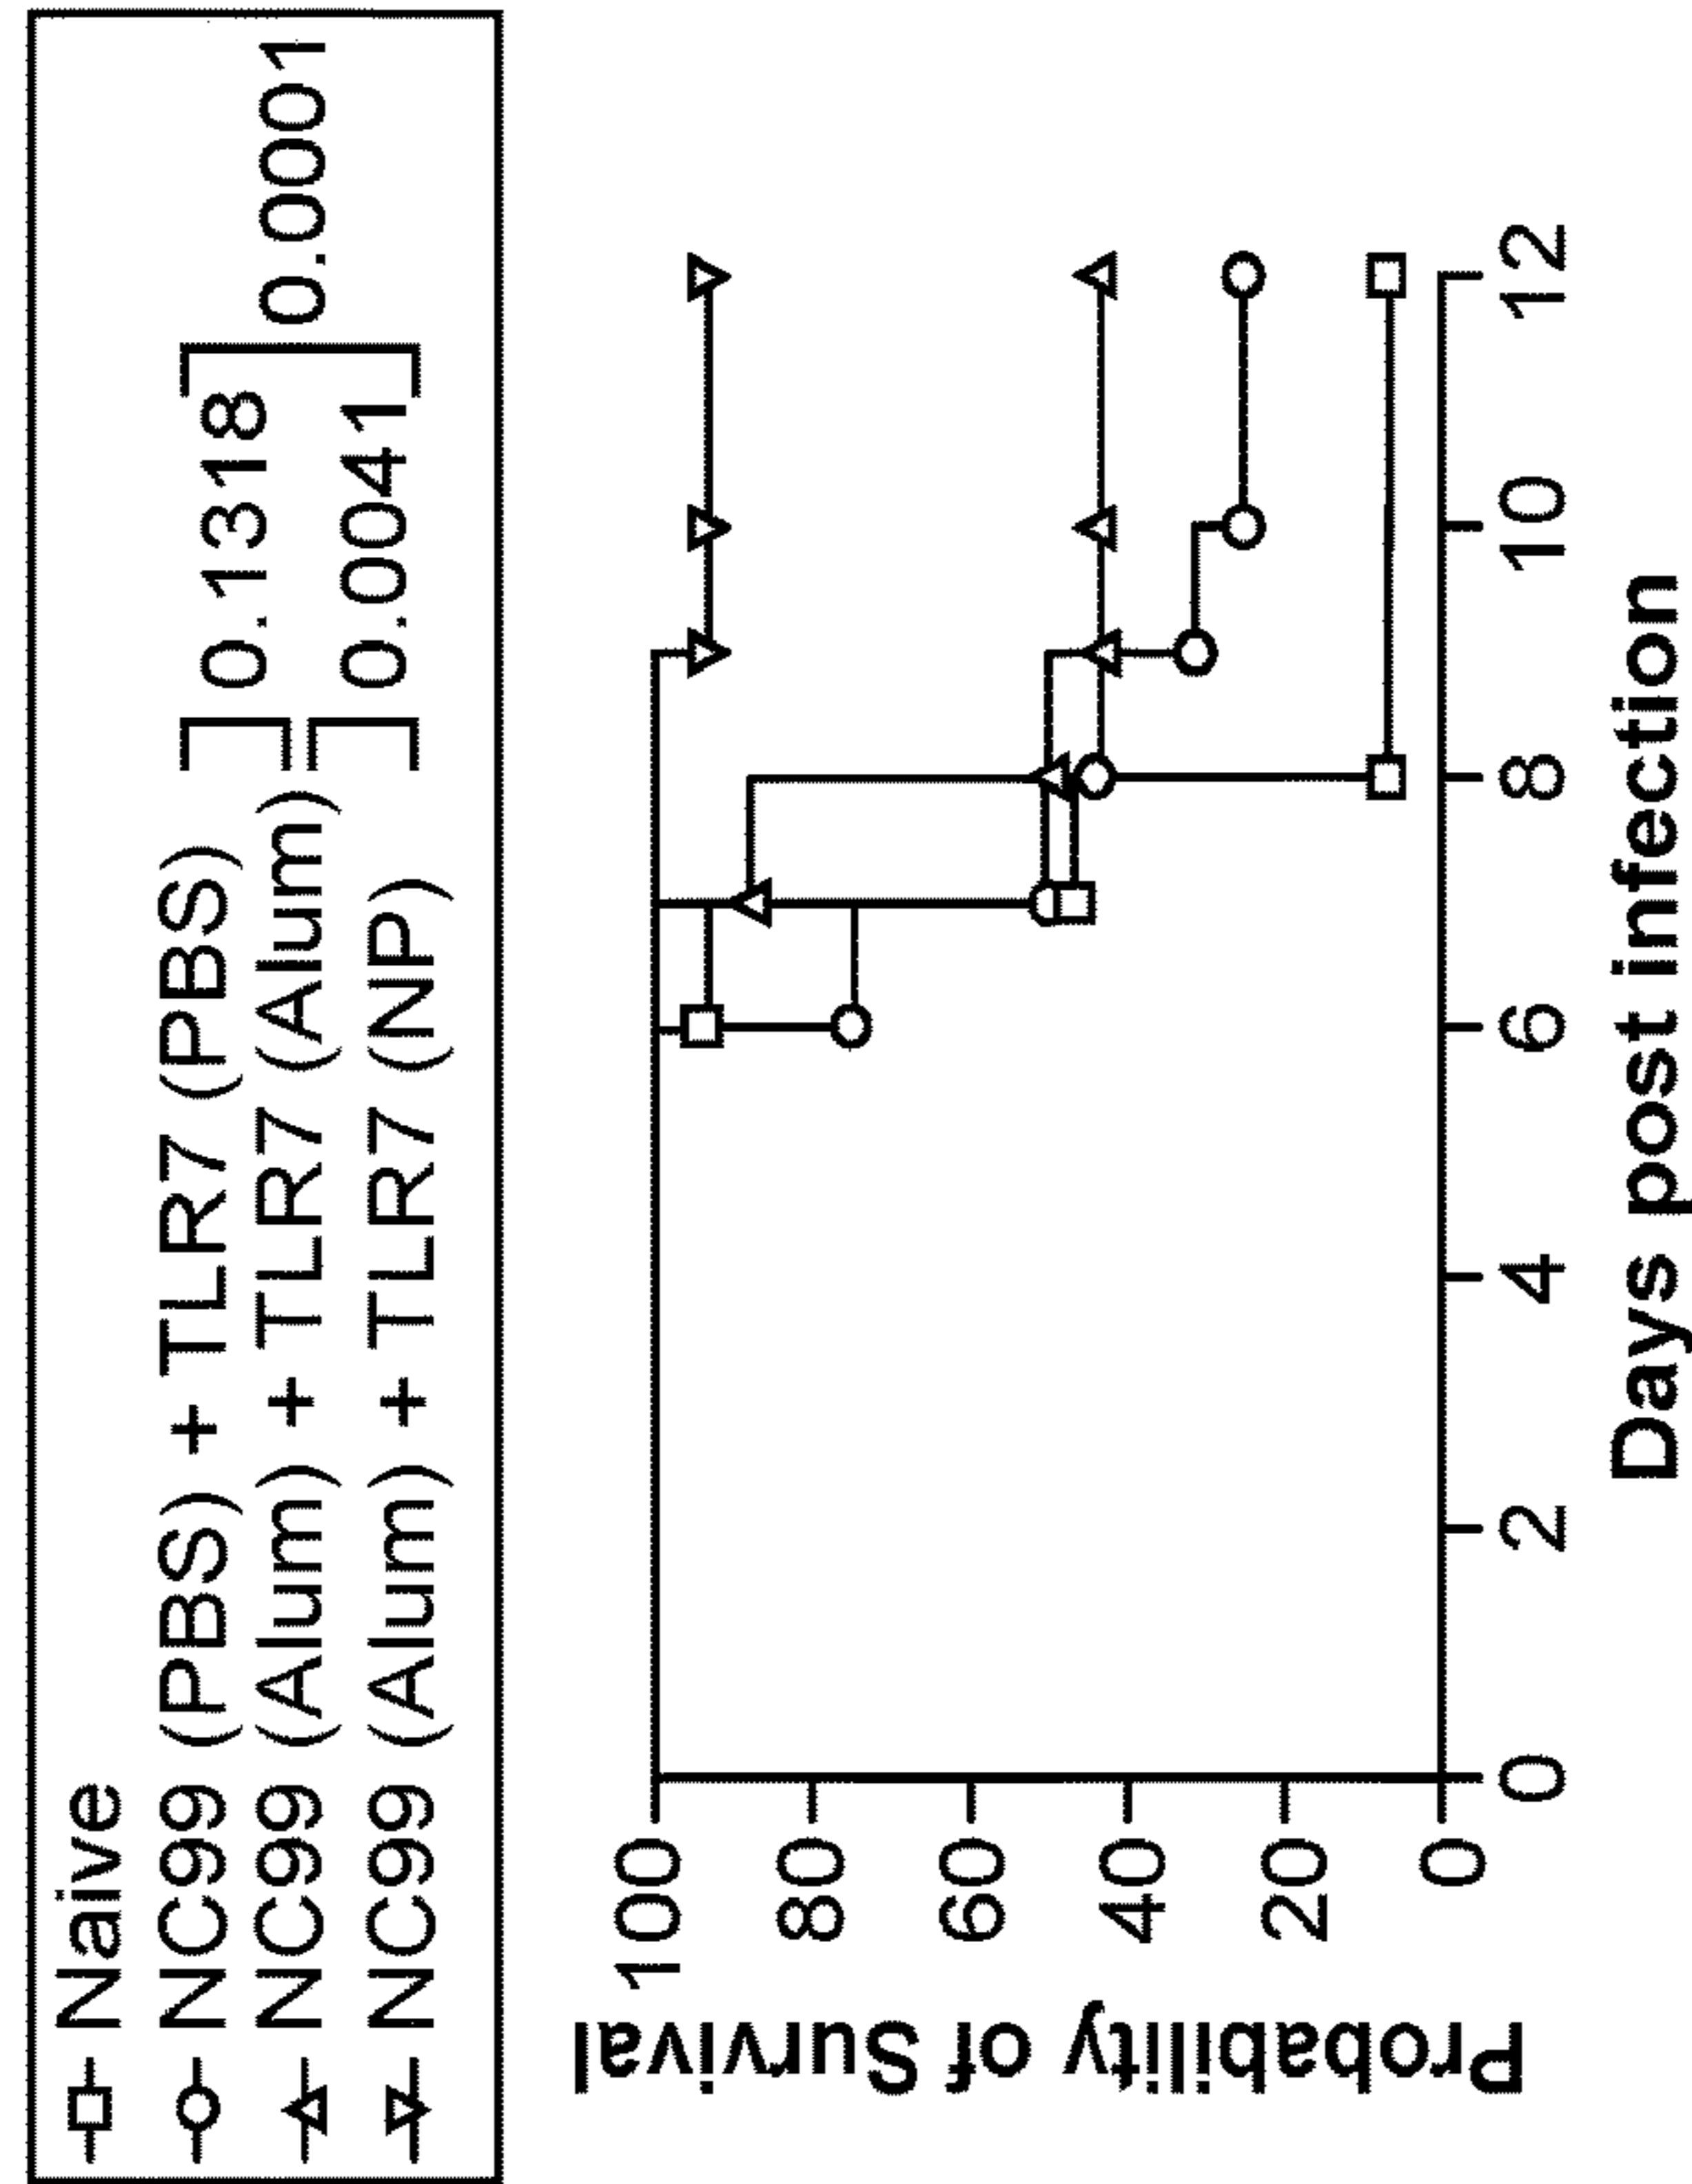 Naive
NC99 (PBS) + TLR7 (PBS)
NC99 (Alum) + TLR7 (Alum)
NC99 (Alum) + TLR7 (NP)
0.1318
0.0041
0.0001
Probability of Survival
100
80
60
40
20
0
0 2 4 6 8 10 12
Days post infection